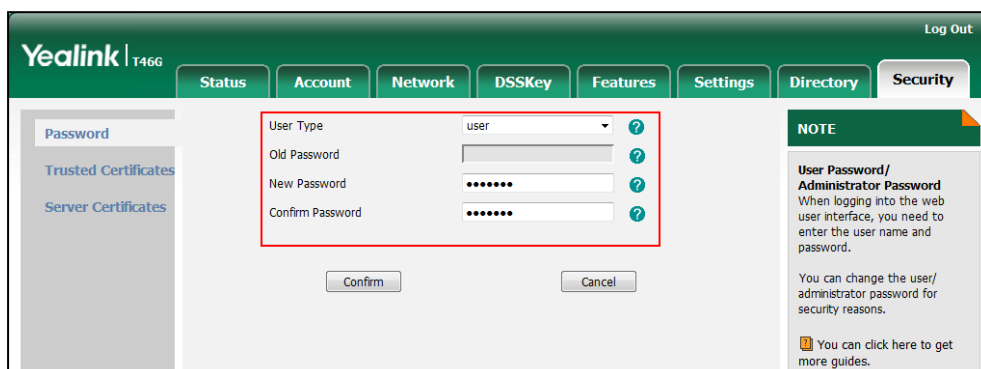 Log Out
Yealink T46G
Status Account Network DSSKey Features Settings Directory Security
Password
Trusted Certificates
Server Certificates
User Type user
Old Password
New Password •••••••
Confirm Password •••••••
Confirm Cancel
NOTE
User Password/
Administrator Password
When logging into the web
user interface, you need to
enter the user name and
password.
You can change the user/
administrator password for
security reasons.
You can click here to get
more guides.